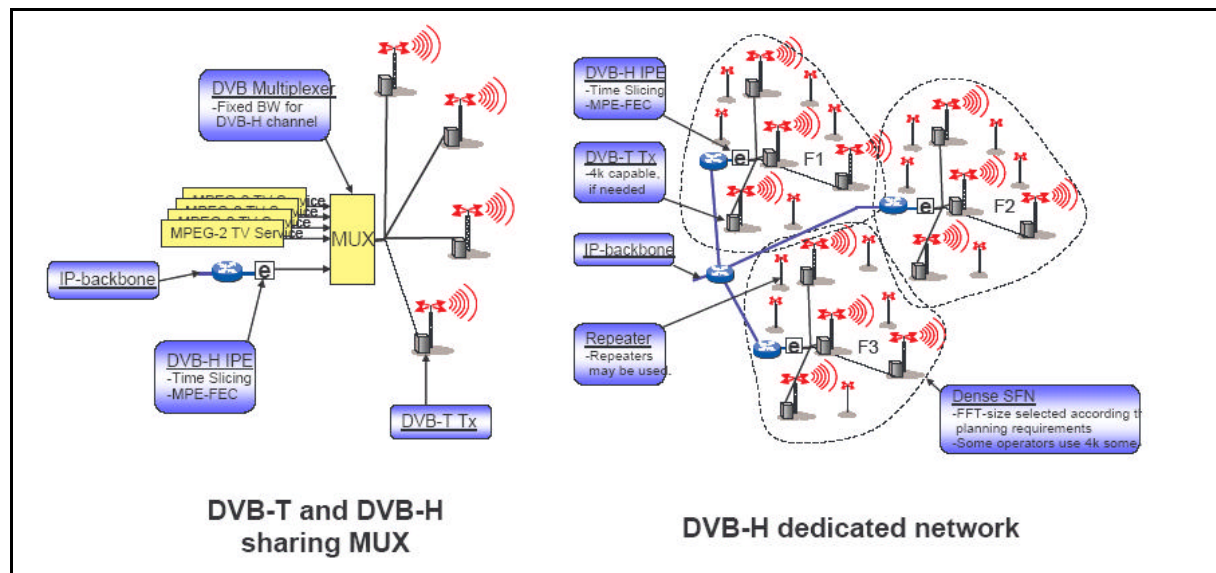 DVB Multiplexer
-Fixed BW for
DVB-H channel
MPEG-2 TV Service
MUX
IP-backbone
e
DVB-H IPE
-Time Slicing
-MPE-FEC
DVB-T Tx
DVB-T and DVB-H
sharing MUX
DVB-H IPE
-Time Slicing
-MPE-FEC
DVB-T Tx
-4k capable,
if needed
IP-backbone
Repeater
-Repeaters
may be used.
e
F1
e
F2
e
F3
Dense SFN
-FFT-size selected according th
planning requirements
-Some operators use 4k some
DVB-H dedicated network